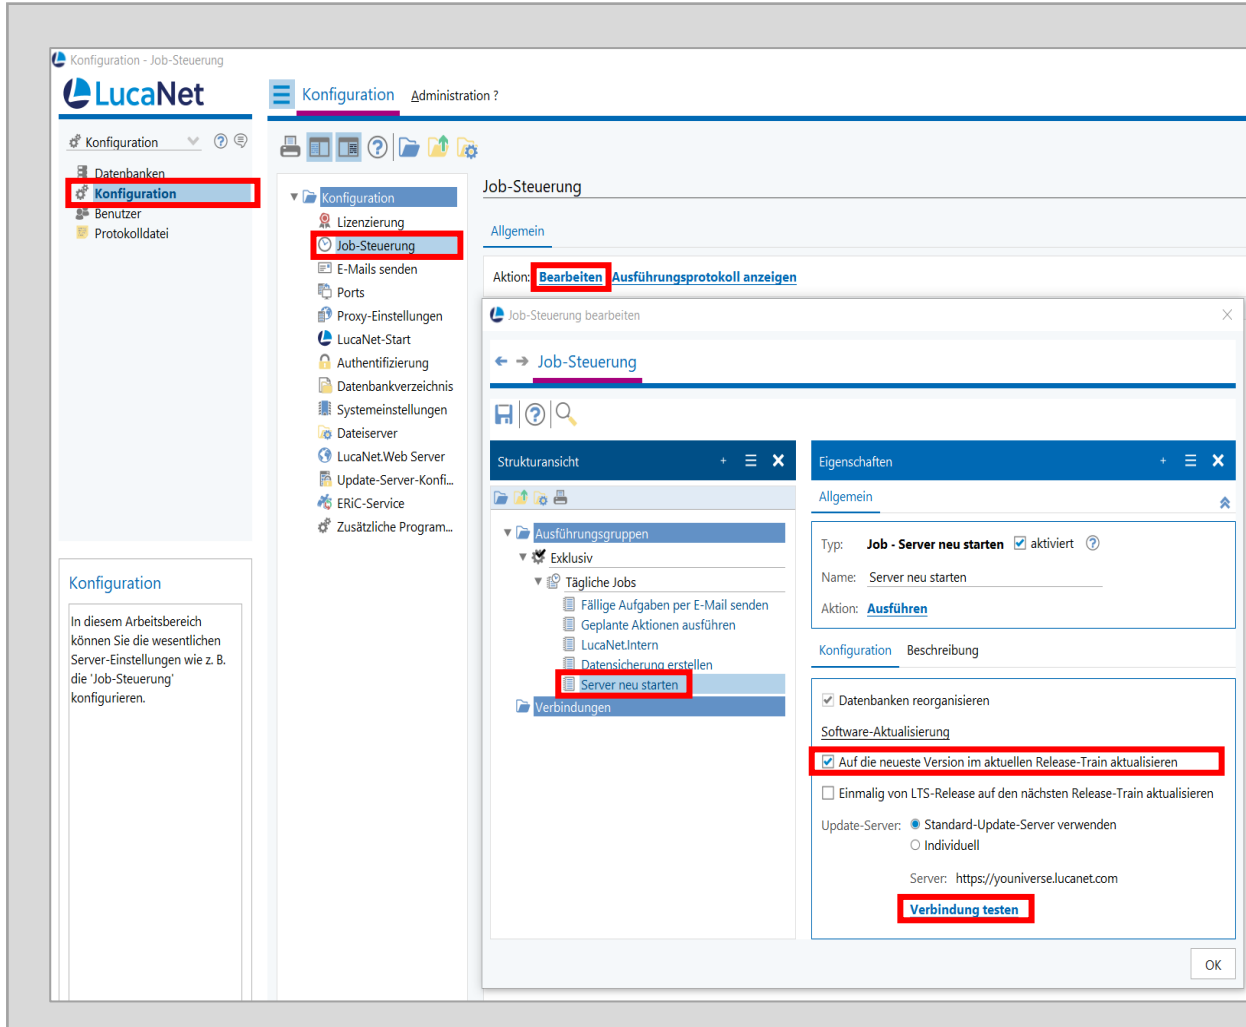 Konfiguration - Job-Steuerung
LucaNet
Konfiguration Administration ?
Konfiguration
Datenbanken
Konfiguration
Benutzer
Protokolldatei
Konfiguration
Lizenzierung
Job-Steuerung
E-Mails senden
Ports
Proxy-Einstellungen
LucaNet-Start
Authentifizierung
Datenbankverzeichnis
Systemeinstellungen
Dateiserver
LucaNet.Web Server
Update-Server-Konfi...
ERiC-Service
Zusätzliche Program...
Konfiguration
In diesem Arbeitsbereich
können Sie die wesentlichen
Server-Einstellungen wie z. B.
die 'Job-Steuerung'
konfigurieren.
Job-Steuerung
Allgemein
Aktion: Bearbeiten Ausführungsprotokoll anzeigen
Job-Steuerung bearbeiten
Job-Steuerung
Strukturansicht
Ausführungsgruppen
Exklusiv
Tägliche Jobs
Fällige Aufgaben per E-Mail senden
Geplante Aktionen ausführen
LucaNet.Intern
Datensicherung erstellen
Server neu starten
Verbindungen
Eigenschaften
Allgemein
Typ: Job - Server neu starten aktiviert
Name: Server neu starten
Aktion: Ausführen
Konfiguration Beschreibung
Datenbanken reorganisieren
Software-Aktualisierung
Auf die neueste Version im aktuellen Release-Train aktualisieren
Einmalig von LTS-Release auf den nächsten Release-Train aktualisieren
Update-Server: Standard-Update-Server verwenden
Individuell
Server: https://youniverse.lucanet.com
Verbindung testen
OK